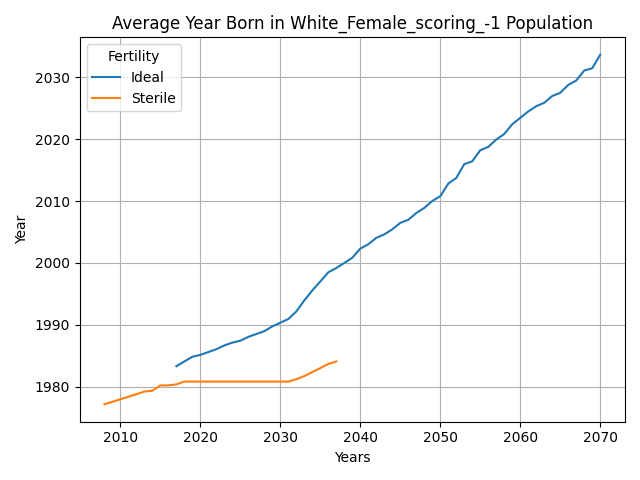 Average Year Born in White_Female_scoring_-1 Population
Fertility
Ideal
Sterile
Year
2030
2020
2010
2000
1990
1980
2010 2020 2030 2040 2050 2060 2070
Years